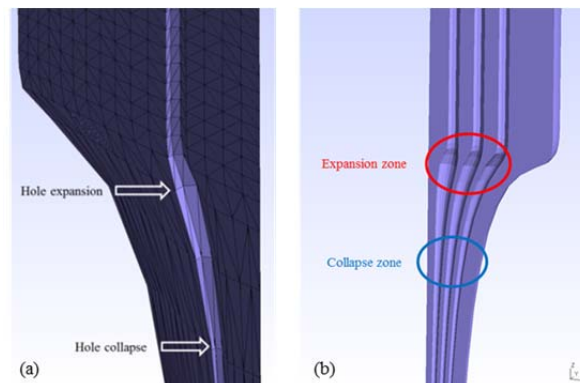 Hole expansion
Hole collapse
(a)
Expansion zone
Collapse zone
(b)